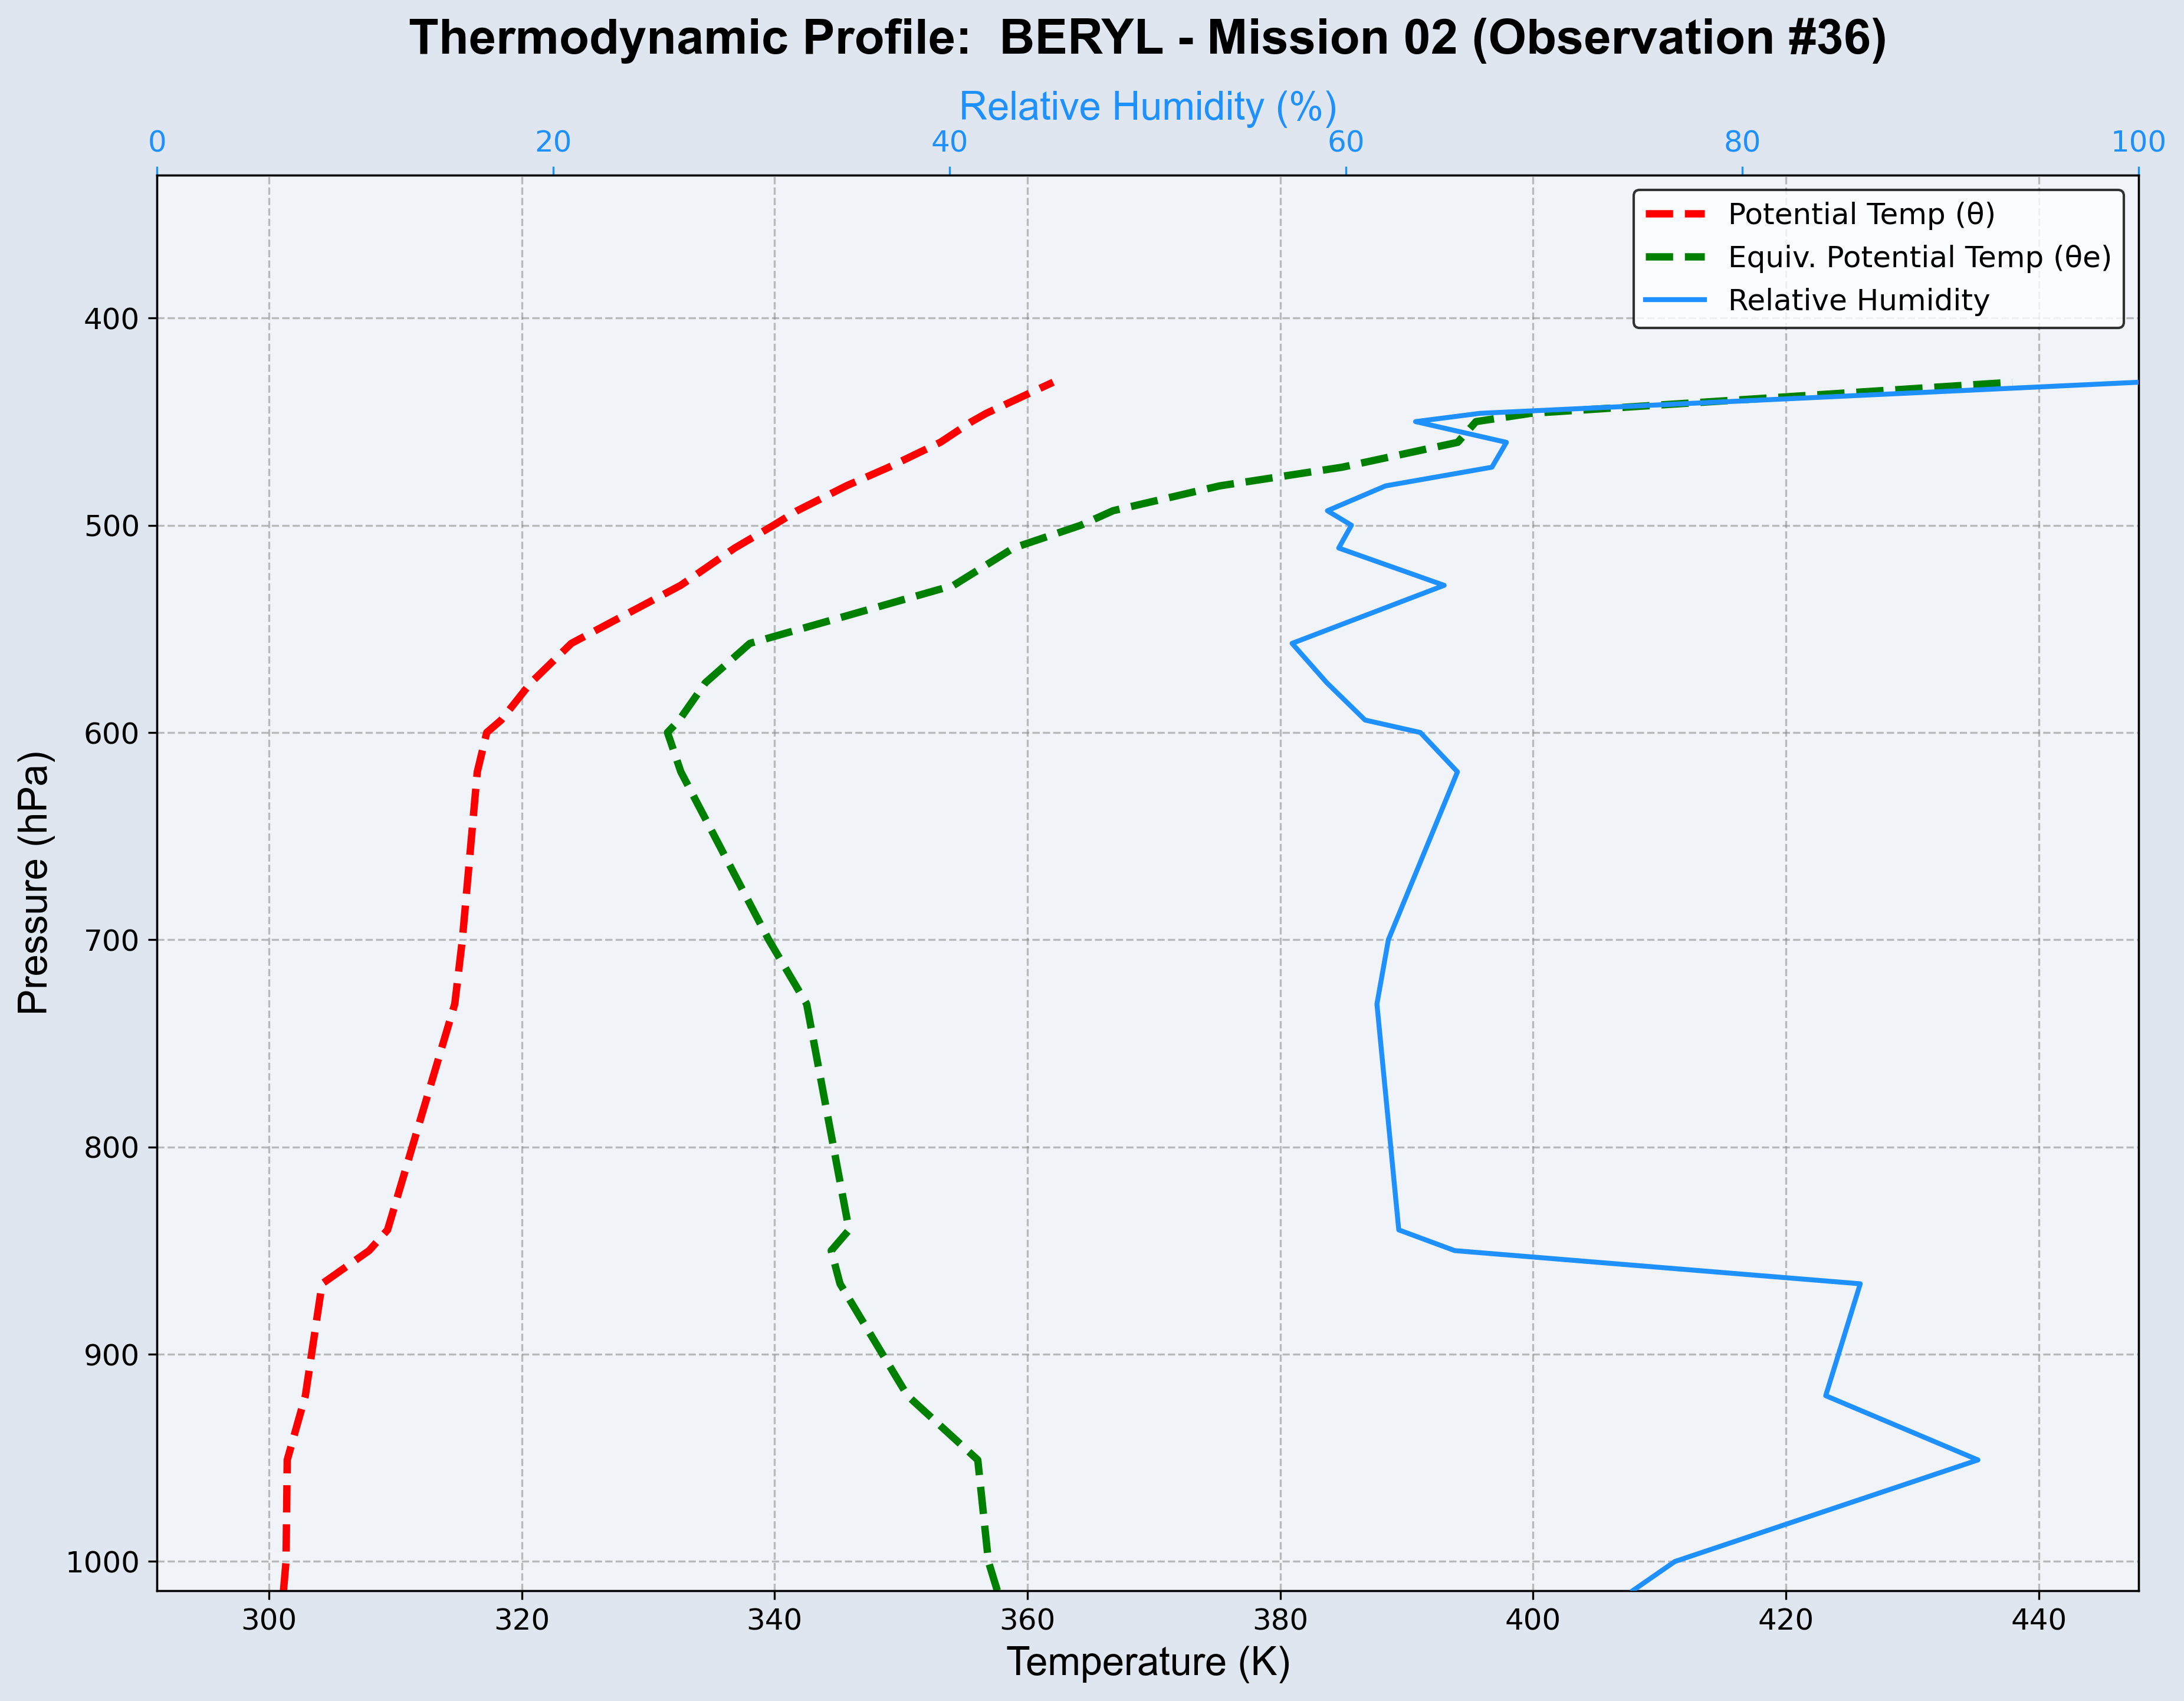 Thermodynamic Profile:  BERYL - Mission 02 (Observation #36)
Relative Humidity (%)
0 20 40 60 80 100
Potential Temp (θ)
Equiv. Potential Temp (θe)
Relative Humidity
400
500
600
700
800
900
1000
Pressure (hPa)
300 320 340 360 380 400 420 440
Temperature (K)